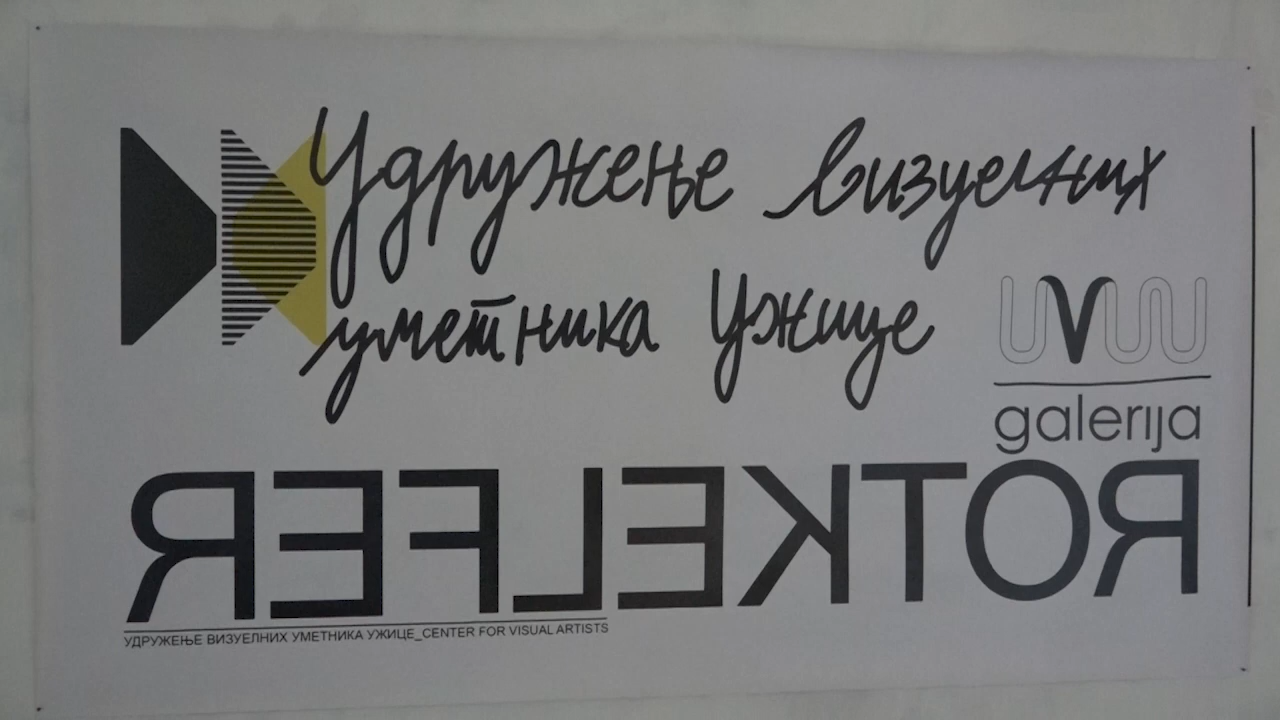 Удружење визуелних
уметника Ужице
UVUU
galerija
REFLEKTOR
УДРУЖЕЊЕ ВИЗУЕЛНИХ УМЕТНИКА УЖИЦЕ_CENTER FOR VISUAL ARTISTS